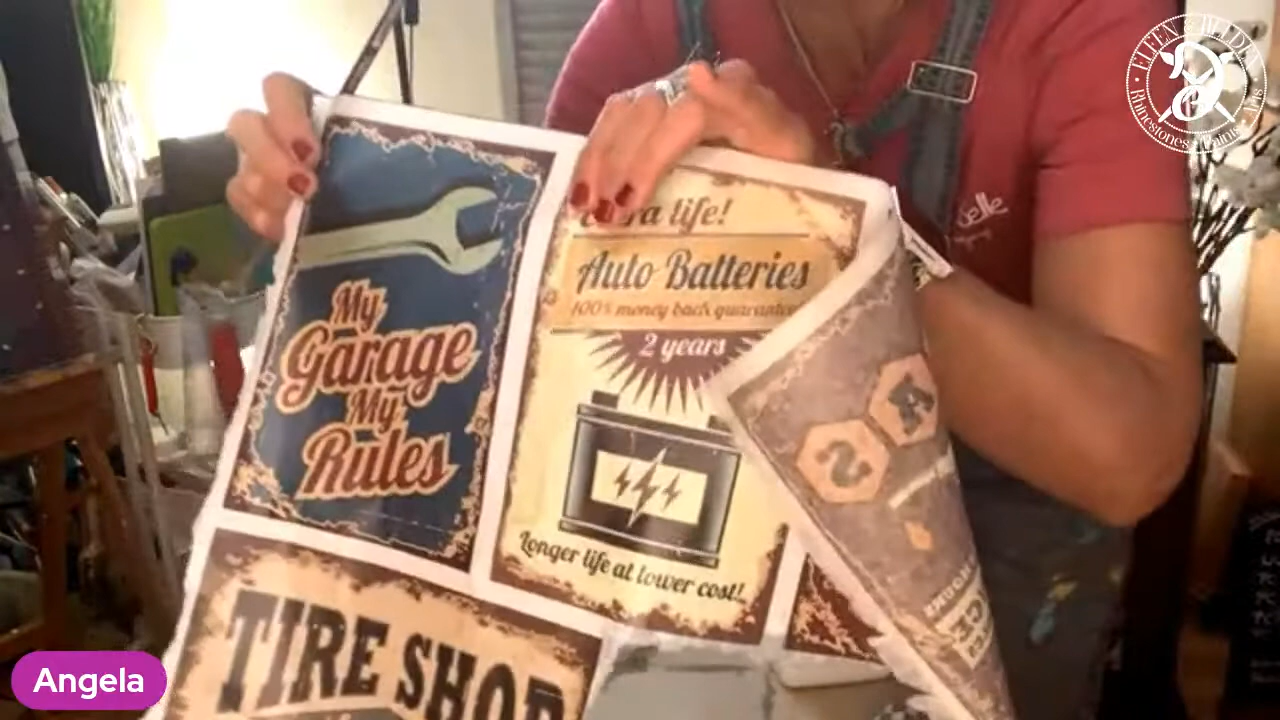 My
Garage
My
Rules
a life!
Auto Batteries
100% money back guarantee
2 years
Longer life at lower cost!
TIRE SHOP
Angela